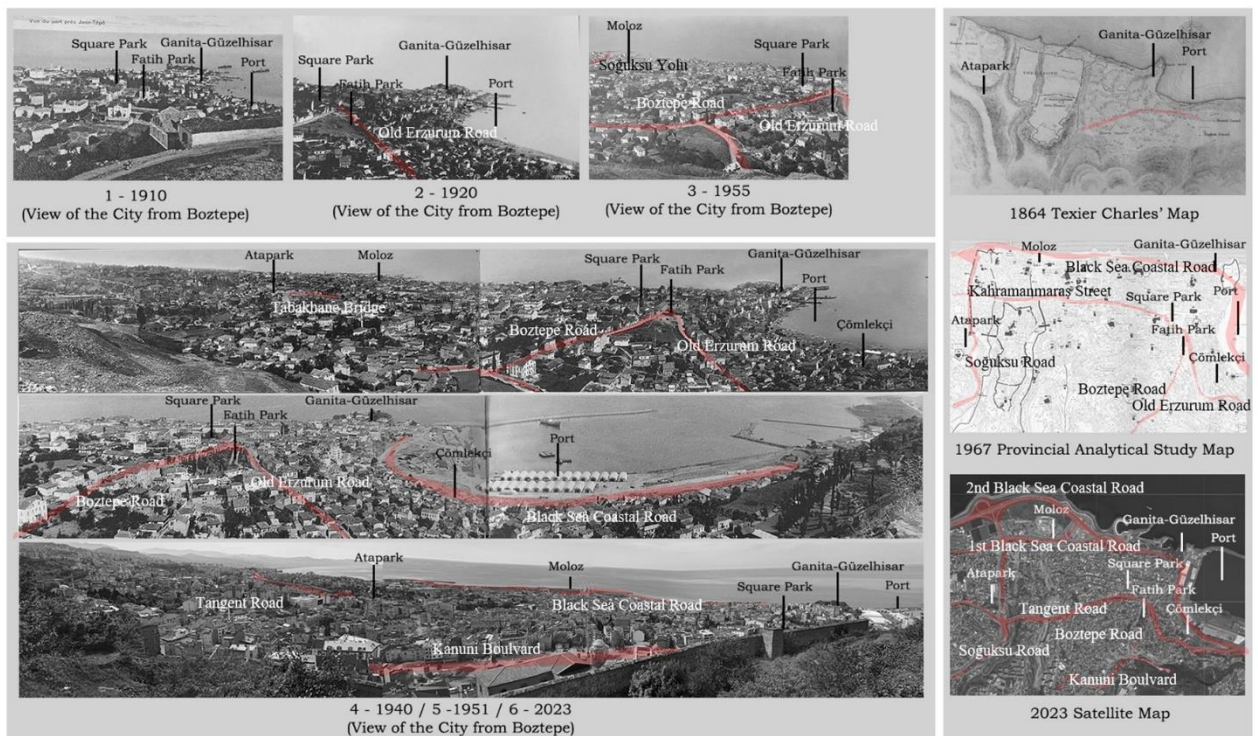 Vue du port près Jeun-Tépé
Square Park
Fatih Park
Ganita-Güzelhisar
Port
1 - 1910
(View of the City from Boztepe)
Square Park
Fatih Park
Ganita-Güzelhisar
Port
Old Erzurum Road
2 - 1920
(View of the City from Boztepe)
Moloz
Soğuksu Yolu
Square Park
Fatih Park
Boztepe Road
Old Erzurum Road
3 - 1955
(View of the City from Boztepe)
Atapark
Moloz
Tabakhane Bridge
Square Park
Fatih Park
Ganita-Güzelhisar
Port
Çömlekçi
Boztepe Road
Old Erzurum Road
Square Park
Fatih Park
Ganita-Güzelhisar
Çömlekçi
Port
Boztepe Road
Old Erzurum Road
Black Sea Coastal Road
Atapark
Moloz
Ganita-Güzelhisar
Square Park
Port
Tangent Road
Black Sea Coastal Road
Kanuni Boulvard
4 - 1940 / 5 -1951 / 6 - 2023
(View of the City from Boztepe)
Ganita-Güzelhisar
Port
Atapark
1864 Texier Charles’ Map
Moloz
Ganita-Güzelhisar
Black Sea Coastal Road
Kahramanmaraş Street
Square Park
Port
Atapark
Fatih Park
Soğuksu Road
Çömlekçi
Boztepe Road
Old Erzurum Road
1967 Provincial Analytical Study Map
2nd Black Sea Coastal Road
Moloz
Ganita-Güzelhisar
Port
1st Black Sea Coastal Road
Square Park
Atapark
Fatih Park
Tangent Road
Çömlekçi
Boztepe Road
Soğuksu Road
Kanuni Boulvard
2023 Satellite Map